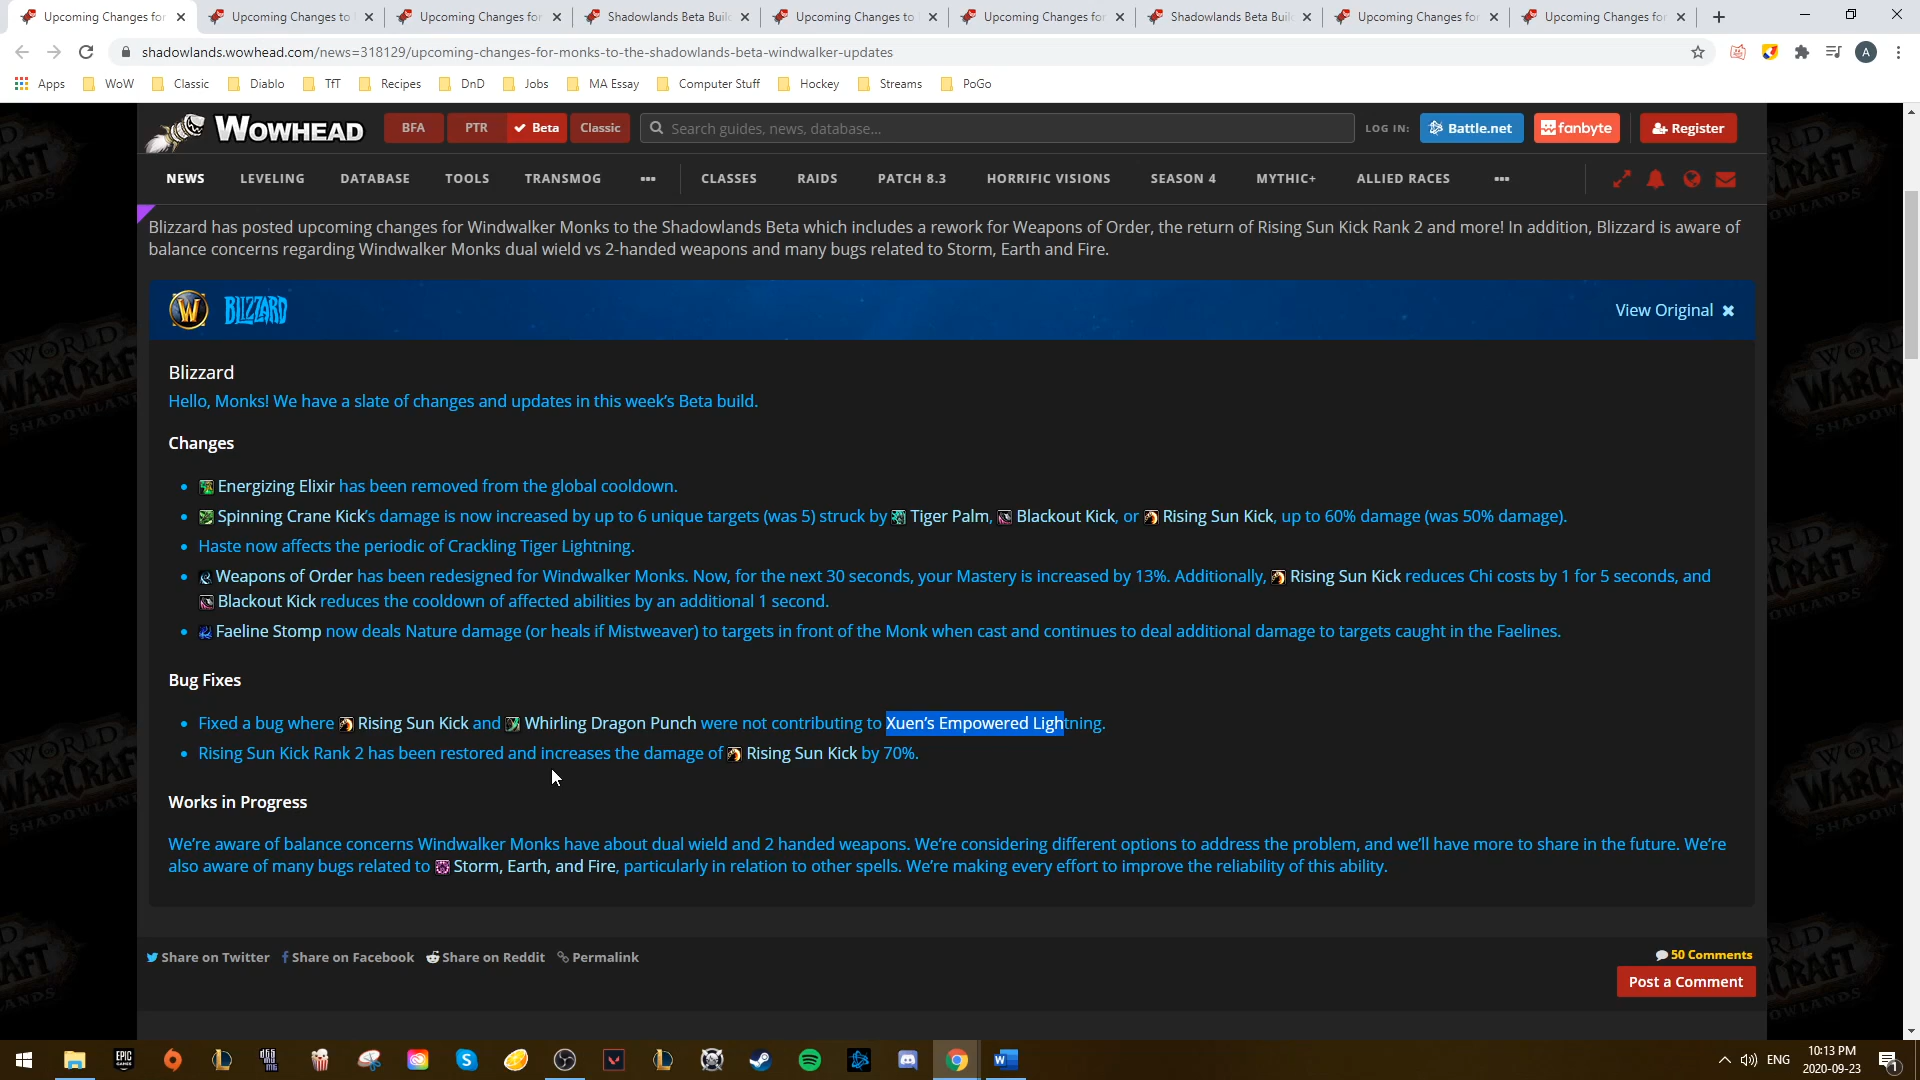 Upcoming Changes for
Upcoming Changes to
Upcoming Changes for
Shadowlands Beta Buil
Upcoming Changes to
Upcoming Changes for
Shadowlands Beta Buil
Upcoming Changes for
Upcoming Changes for
shadowlands.wowhead.com/news=318129/upcoming-changes-for-monks-to-the-shadowlands-beta-windwalker-updates
A
Apps WoW Classic Diablo TfT Recipes DnD Jobs MA Essay Computer Stuff Hockey Streams PoGo
WOWHEAD BFA PTR Beta Classic Search guides, news, database... LOG IN: Battle.net fanbyte Register
NEWS LEVELING DATABASE TOOLS TRANSMOG ••• CLASSES RAIDS PATCH 8.3 HORRIFIC VISIONS SEASON 4 MYTHIC+ ALLIED RACES •••
Blizzard has posted upcoming changes for Windwalker Monks to the Shadowlands Beta which includes a rework for Weapons of Order, the return of Rising Sun Kick Rank 2 and more! In addition, Blizzard is aware of
balance concerns regarding Windwalker Monks dual wield vs 2-handed weapons and many bugs related to Storm, Earth and Fire.
W BLIZZARD View Original
Blizzard
Hello, Monks! We have a slate of changes and updates in this week's Beta build.
Changes
• Energizing Elixir has been removed from the global cooldown.
• Spinning Crane Kick's damage is now increased by up to 6 unique targets (was 5) struck by Tiger Palm, Blackout Kick, or Rising Sun Kick, up to 60% damage (was 50% damage).
• Haste now affects the periodic of Crackling Tiger Lightning.
• Weapons of Order has been redesigned for Windwalker Monks. Now, for the next 30 seconds, your Mastery is increased by 13%. Additionally, Rising Sun Kick reduces Chi costs by 1 for 5 seconds, and
Blackout Kick reduces the cooldown of affected abilities by an additional 1 second.
• Faeline Stomp now deals Nature damage (or heals if Mistweaver) to targets in front of the Monk when cast and continues to deal additional damage to targets caught in the Faelines.
Bug Fixes
• Fixed a bug where Rising Sun Kick and Whirling Dragon Punch were not contributing to Xuen's Empowered Lightning.
• Rising Sun Kick Rank 2 has been restored and increases the damage of Rising Sun Kick by 70%.
Works in Progress
We're aware of balance concerns Windwalker Monks have about dual wield and 2 handed weapons. We're considering different options to address the problem, and we'll have more to share in the future. We're
also aware of many bugs related to Storm, Earth, and Fire, particularly in relation to other spells. We're making every effort to improve the reliability of this ability.
Share on Twitter Share on Facebook Share on Reddit Permalink
50 Comments
Post a Comment
ENG
10:13 PM
2020-09-23
1